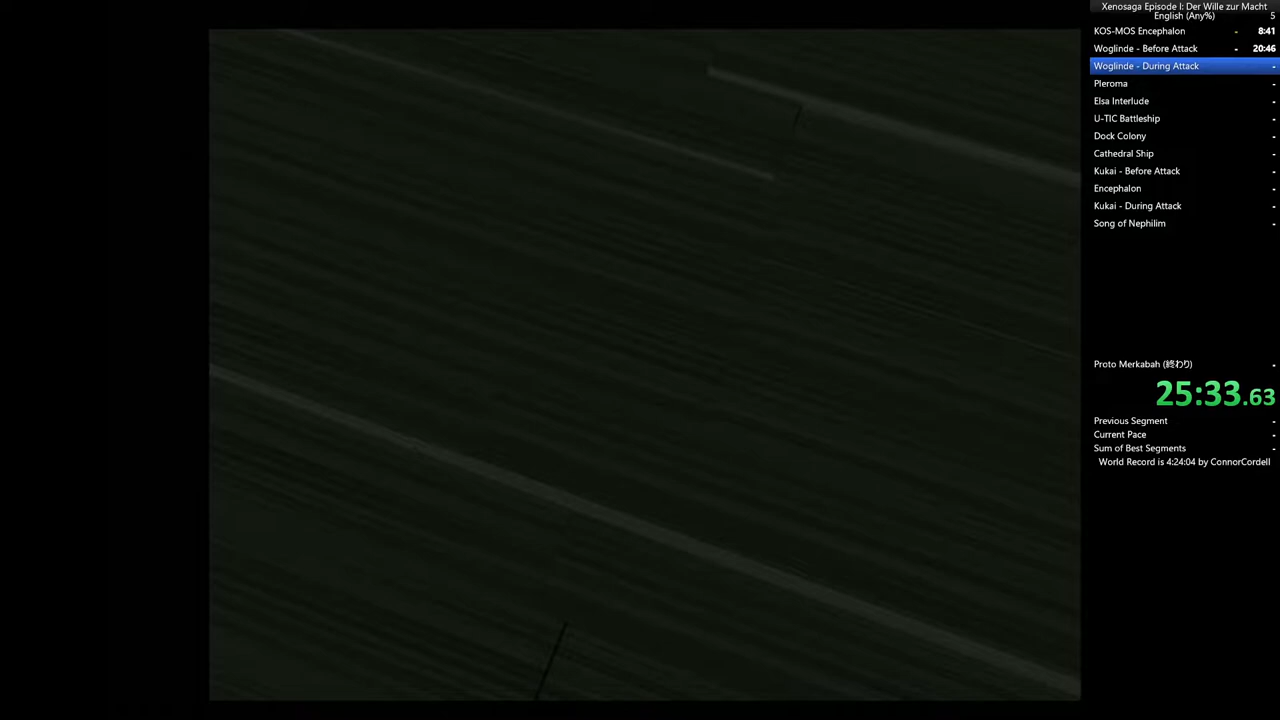 Xenosaga Episode I: Der Wille zur Macht
English (Any%) 5
KOS-MOS Encephalon - 8:41
Woglinde - Before Attack - 20:46
Woglinde - During Attack -
Pleroma -
Elsa Interlude -
U-TIC Battleship -
Dock Colony -
Cathedral Ship -
Kukai - Before Attack -
Encephalon -
Kukai - During Attack -
Song of Nephilim -
Proto Merkabah (終わり) -
25:33.63
Previous Segment -
Current Pace -
Sum of Best Segments -
World Record is 4:24:04 by ConnorCordell